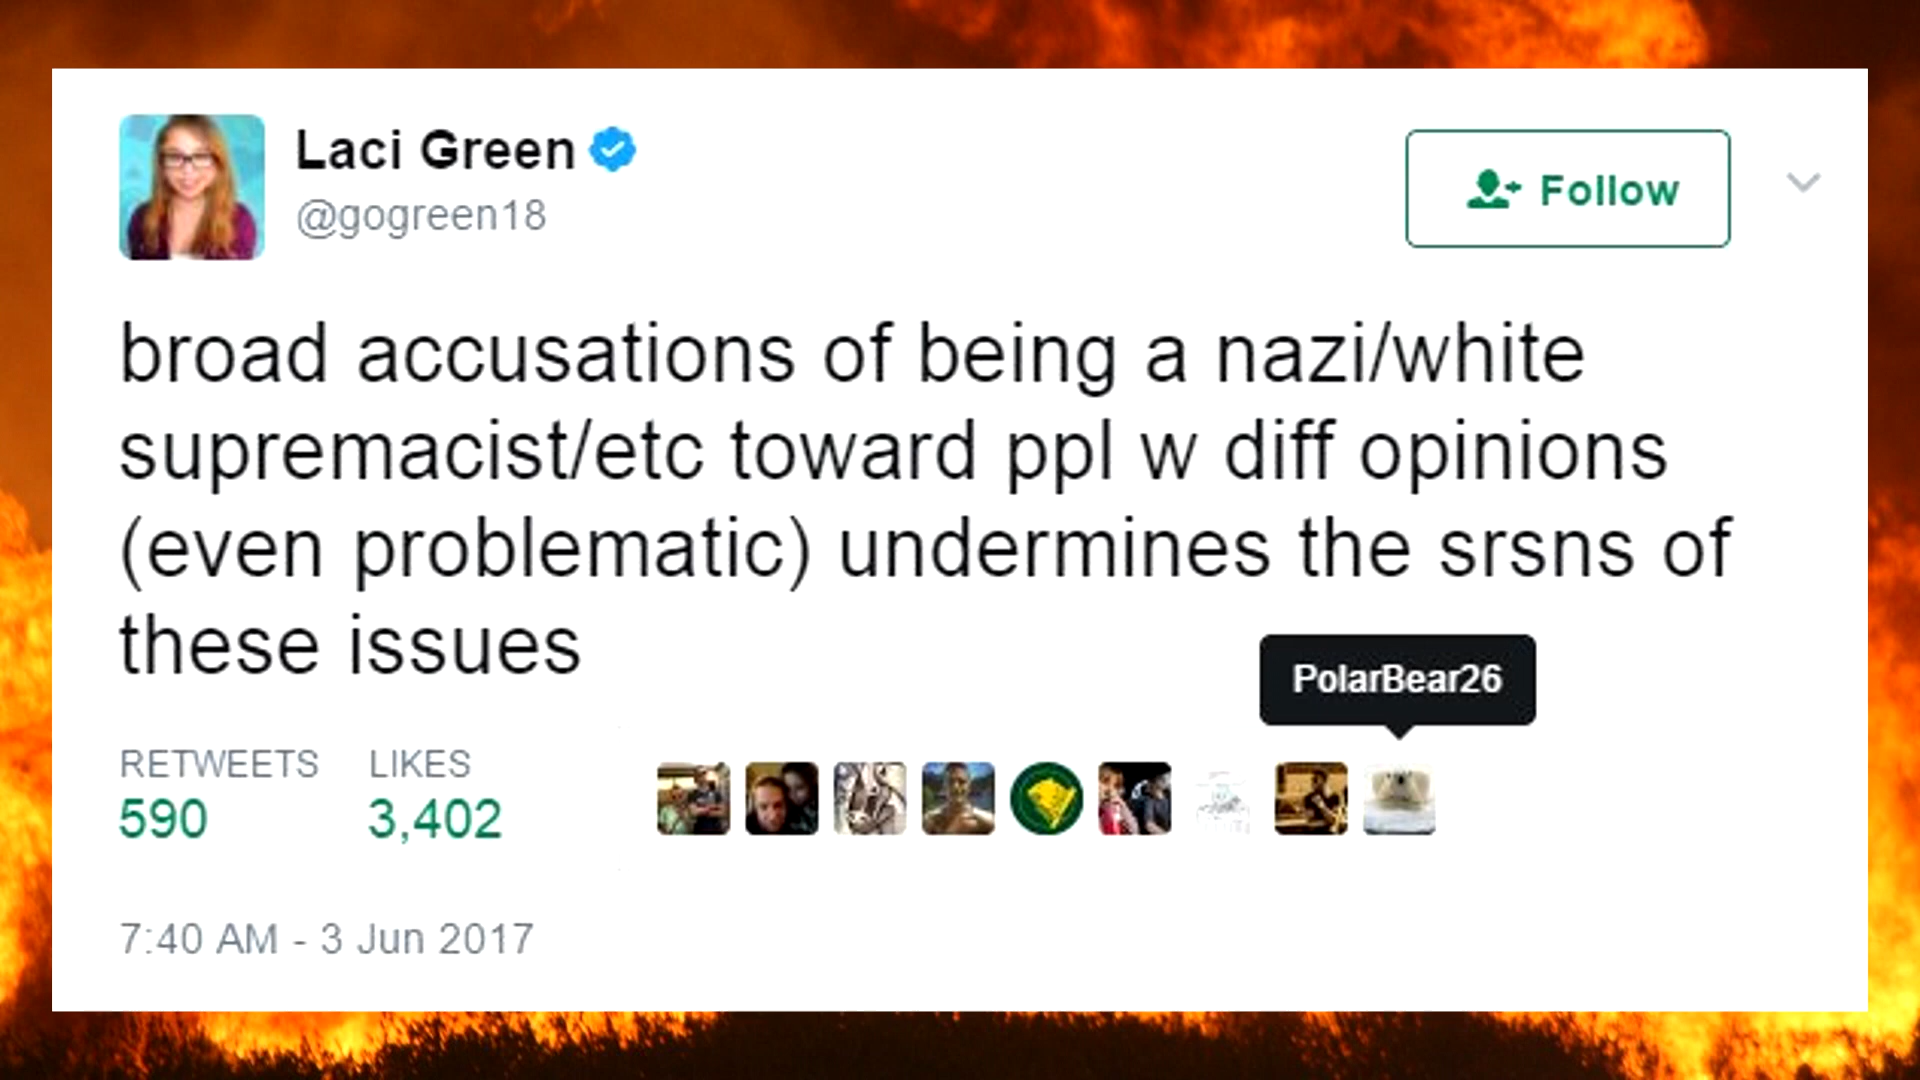 Laci Green
@gogreen18
Follow
broad accusations of being a nazi/white
supremacist/etc toward ppl w diff opinions
(even problematic) undermines the srsns of
these issues
PolarBear26
RETWEETS LIKES
590 3,402
7:40 AM - 3 Jun 2017